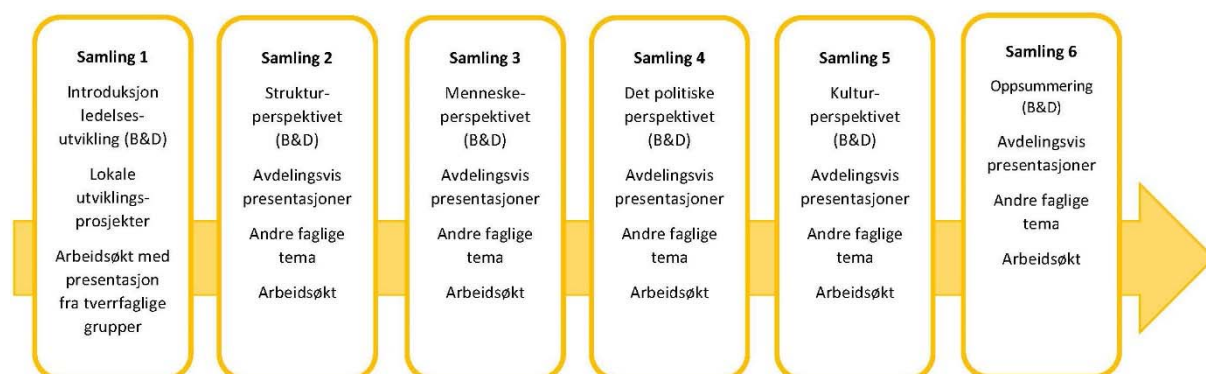 Samling 1
Introduksjon
ledelses-
utvikling (B&D)
Lokale
utviklings-
prosjekter
Arbeidsøkt med
presentasjon
fra tverrfaglige
grupper
Samling 2
Struktur-
perspektivet
(B&D)
Avdelingsvis
presentasjoner
Andre faglige
tema
Arbeidsøkt
Samling 3
Menneske-
perspektivet
(B&D)
Avdelingsvis
presentasjoner
Andre faglige
tema
Arbeidsøkt
Samling 4
Det politiske
perspektivet
(B&D)
Avdelingsvis
presentasjoner
Andre faglige
tema
Arbeidsøkt
Samling 5
Kultur-
perspektivet
(B&D)
Avdelingsvis
presentasjoner
Andre faglige
tema
Arbeidsøkt
Samling 6
Oppsummering
(B&D)
Avdelingsvis
presentasjoner
Andre faglige
tema
Arbeidsøkt